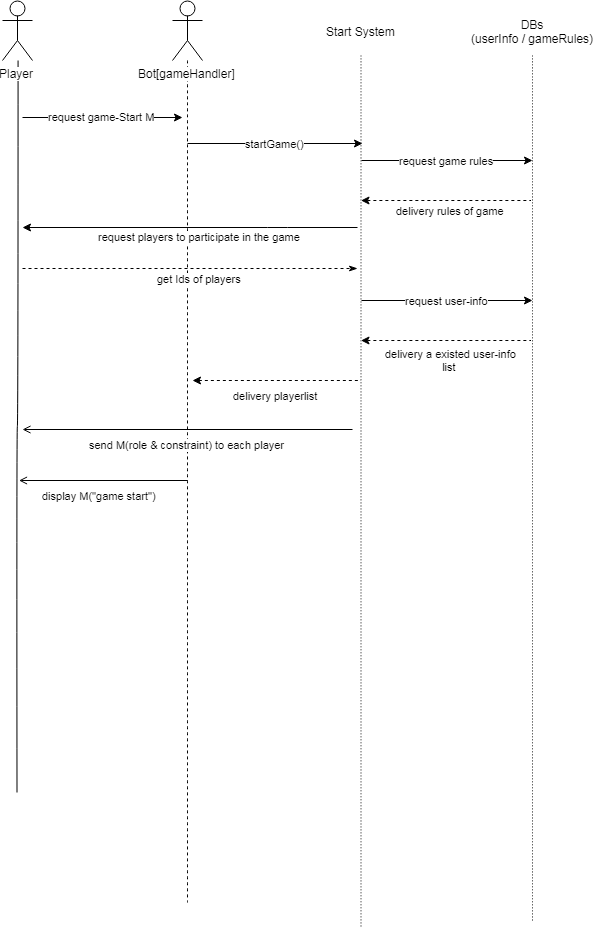 DBs
(userInfo / gameRules)
Start System
Player
Bot[gameHandler]
request game-Start M
startGame()
request game rules
delivery rules of game
request players to participate in the game
get Ids of players
request user-info
delivery a existed user-info
list
delivery playerlist
send M(role & constraint) to each player
display M("game start")